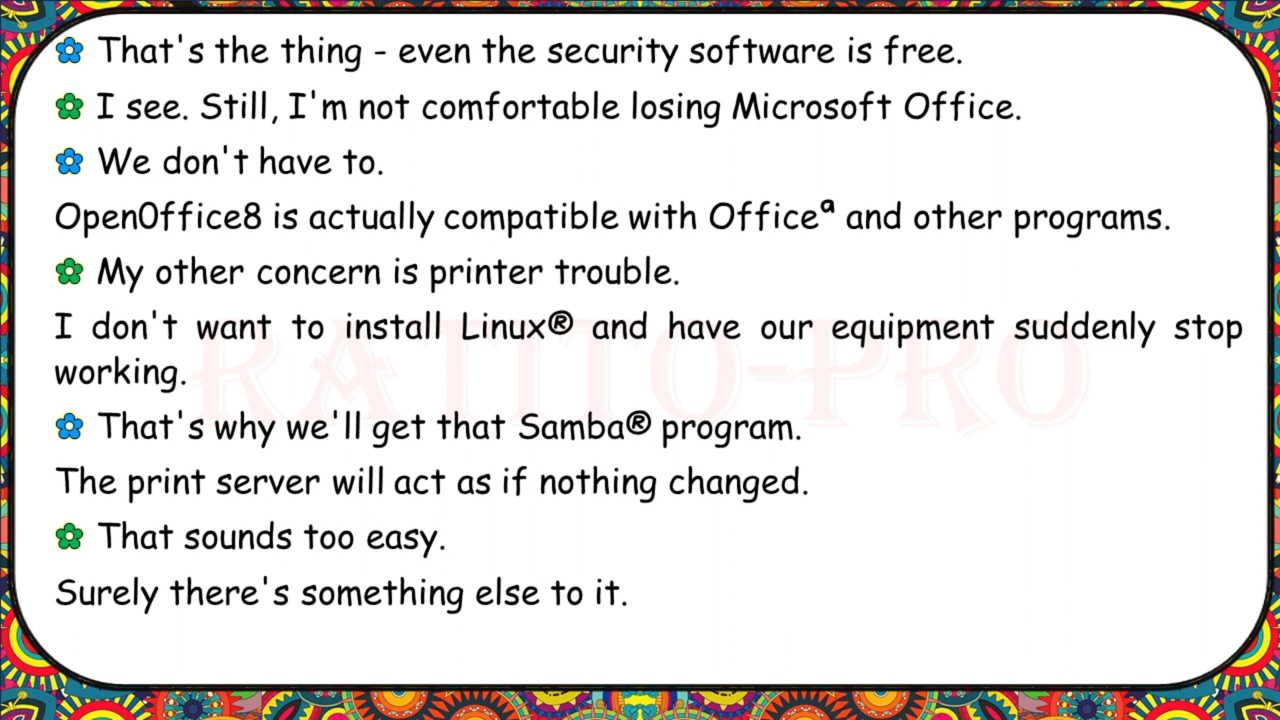 That's the thing - even the security software is free.
I see. Still, I'm not comfortable losing Microsoft Office.
We don't have to.
Open0ffice8 is actually compatible with Officeª and other programs.
My other concern is printer trouble.
I don't want to install Linux® and have our equipment suddenly stop
working.
That's why we'll get that Samba® program.
The print server will act as if nothing changed.
That sounds too easy.
Surely there's something else to it.
RAITTO-PRO